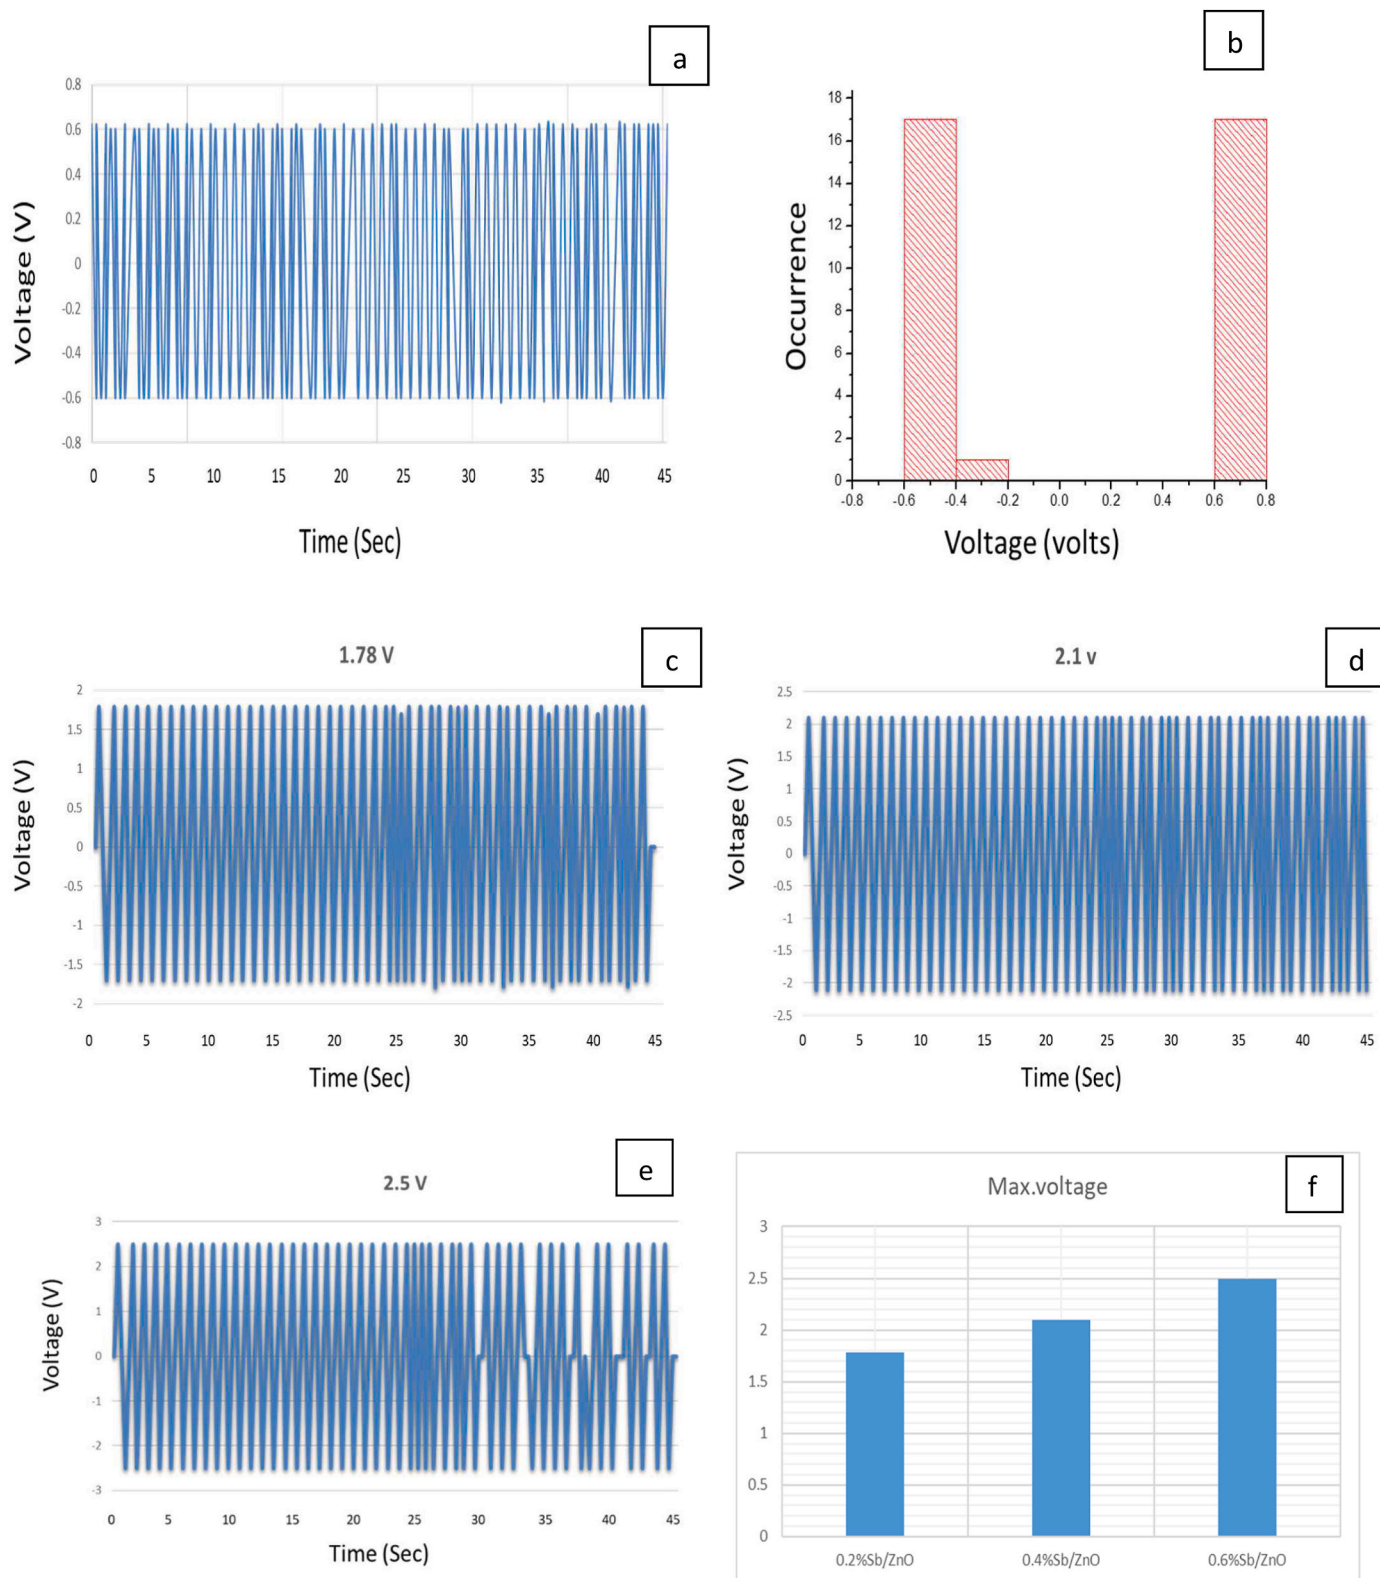 a
0.8
0.6
0.4
0.2
0
-0.2
-0.4
-0.6
-0.8
Voltage (V)
0 5 10 15 20 25 30 35 40 45
Time (Sec)
b
18
16
14
12
10
8
6
4
2
0
Occurrence
-0.8 -0.6 -0.4 -0.2 0.0 0.2 0.4 0.6 0.8
Voltage (volts)
1.78 V
c
2
1.5
1
0.5
0
-0.5
-1
-1.5
-2
Voltage (V)
0 5 10 15 20 25 30 35 40 45
Time (Sec)
2.1 v
d
2.5
2
1.5
1
0.5
0
-0.5
-1
-1.5
-2
-2.5
Voltage (V)
0 5 10 15 20 25 30 35 40 45
Time (Sec)
2.5 V
e
3
2
1
0
-1
-2
-3
Voltage (V)
0 5 10 15 20 25 30 35 40 45
Time (Sec)
Max.voltage
f
3
2.5
2
1.5
1
0.5
0
0.2%Sb/ZnO 0.4%Sb/ZnO 0.6%Sb/ZnO